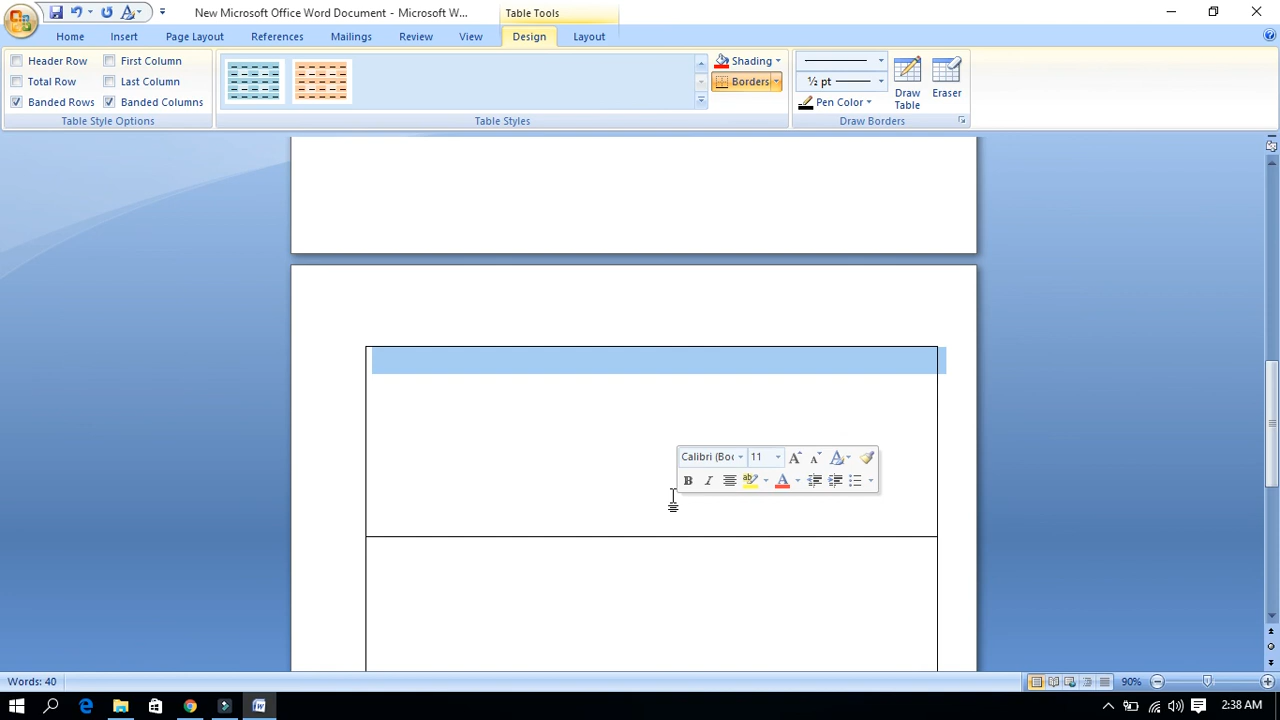 New Microsoft Office Word Document - Microsoft W...
Table Tools
Home
Insert
Page Layout
References
Mailings
Review
View
Design
Layout
Header Row
First Column
Total Row
Last Column
Banded Rows
Banded Columns
Table Style Options
Table Styles
Shading
Borders
½ pt
Pen Color
Draw Table
Eraser
Draw Borders
Calibri (Boc
11
B
I
ab
A
Words: 40
90%
2:38 AM